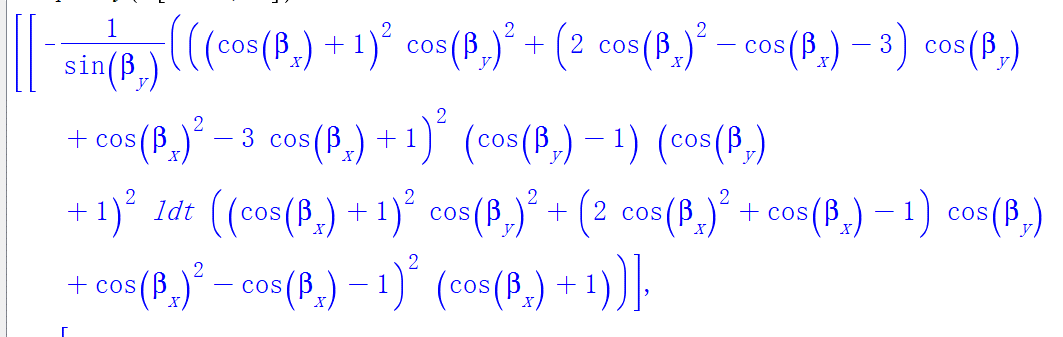 [[-1/sin(β_y)(((cos(β_x) + 1)^2 cos(β_y)^2 + (2 cos(β_x)^2 − cos(β_x) − 3) cos(β_y)
+ cos(β_x)^2 − 3 cos(β_x) + 1)^2 (cos(β_y) − 1) (cos(β_y)
+ 1)^2 ldt ((cos(β_x) + 1)^2 cos(β_y)^2 + (2 cos(β_x)^2 + cos(β_x) − 1) cos(β_y)
+ cos(β_x)^2 − cos(β_x) − 1)^2 (cos(β_x) + 1))],